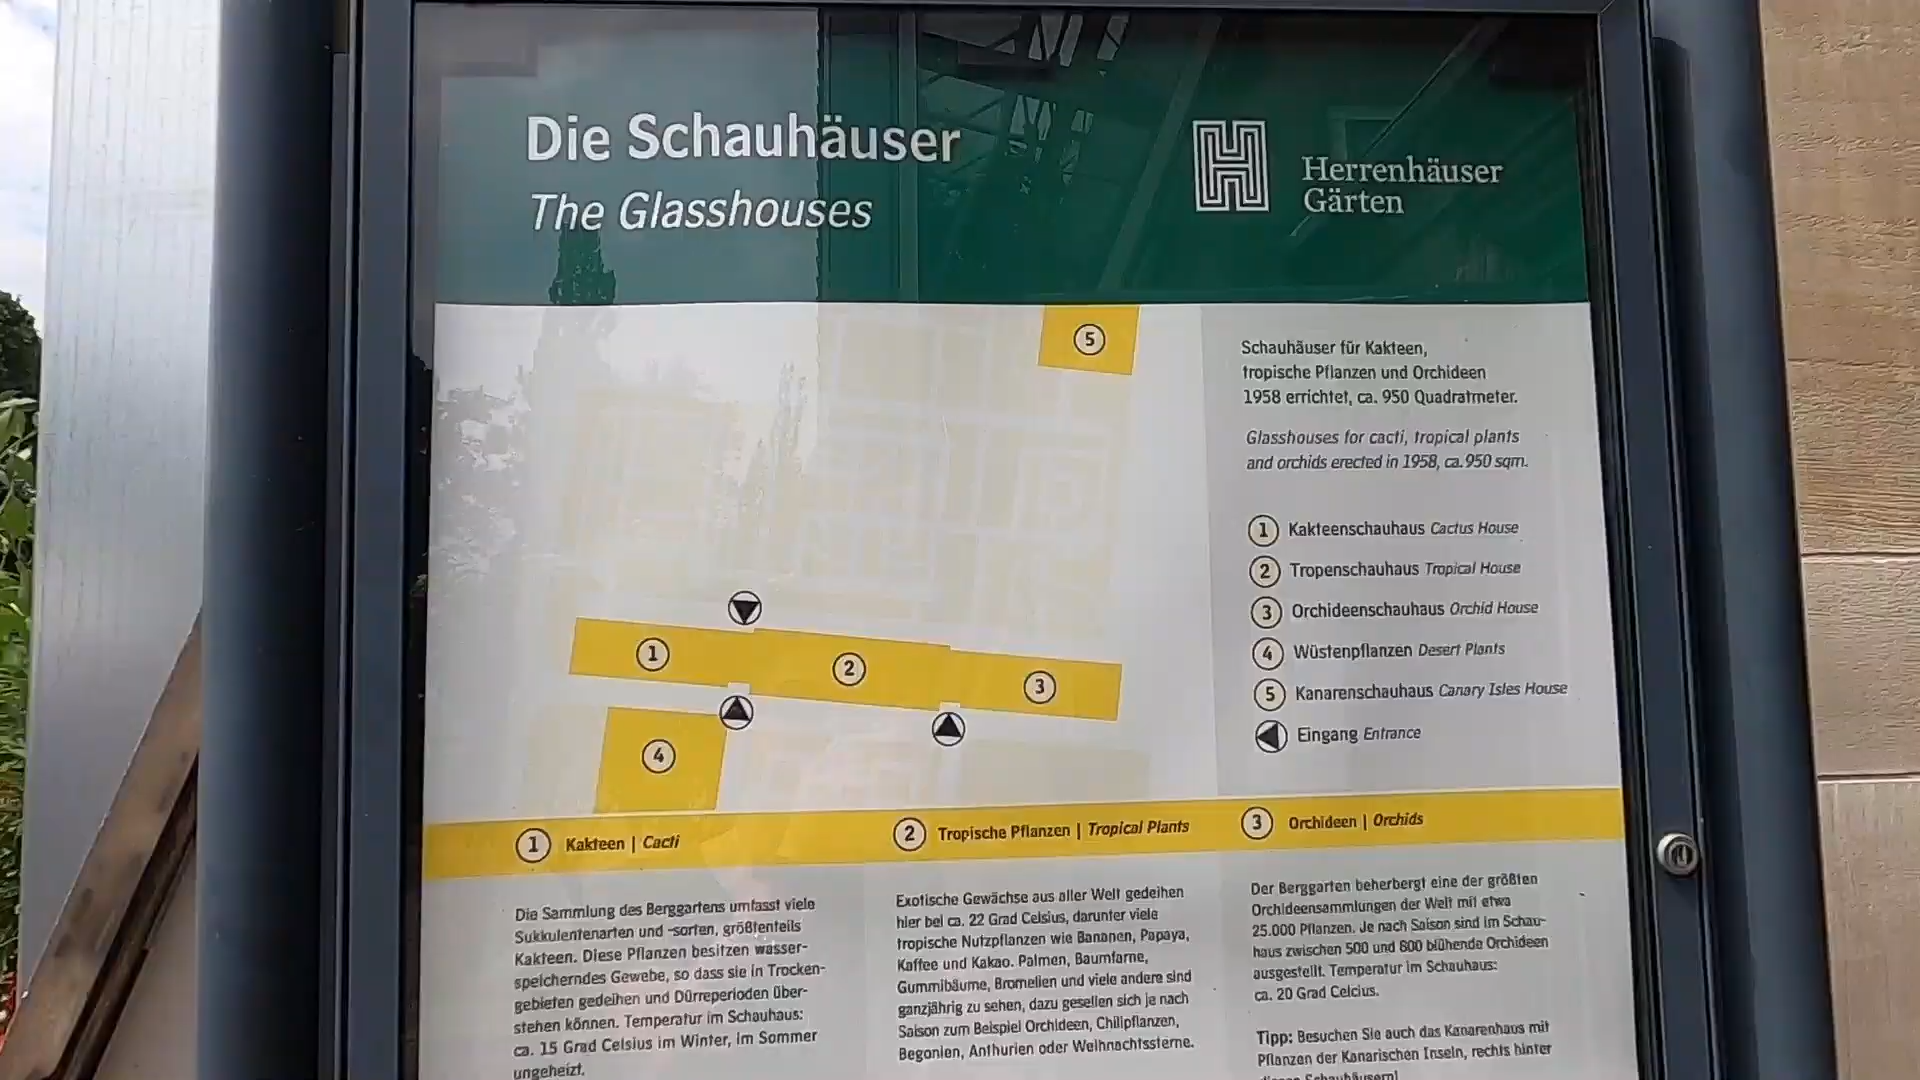 Die Schauhäuser
The Glasshouses
Herrenhäuser
Gärten
5
Schauhäuser für Kakteen,
tropische Pflanzen und Orchideen
1958 errichtet, ca. 950 Quadratmeter.
Glasshouses for cacti, tropical plants
and orchids erected in 1958, ca. 950 sqm.
1 Kakteenschauhaus Cactus House
2 Tropenschauhaus Tropical House
3 Orchideenschauhaus Orchid House
4 Wüstenpflanzen Desert Plants
5 Kanarenschauhaus Canary Isles House
Eingang Entrance
1
2
3
4
1 Kakteen | Cacti
Die Sammlung des Berggartens umfasst viele
Sukkulentenarten und -sorten, größtenteils
Kakteen. Diese Pflanzen besitzen wasser-
speicherndes Gewebe, so dass sie in Trocken-
gebieten gedeihen und Dürreperioden über-
stehen können. Temperatur im Schauhaus:
ca. 15 Grad Celsius im Winter, im Sommer
ungeheizt.
2 Tropische Pflanzen | Tropical Plants
Exotische Gewächse aus aller Welt gedeihen
hier bei ca. 22 Grad Celsius, darunter viele
tropische Nutzpflanzen wie Bananen, Papaya,
Kaffee und Kakao. Palmen, Baumfarne,
Gummibäume, Bromelien und viele andere sind
ganzjährig zu sehen, dazu gesellen sich je nach
Saison zum Beispiel Orchideen, Chilipflanzen,
Begonien, Anthurien oder Weihnachtssterne.
3 Orchideen | Orchids
Der Berggarten beherbergt eine der größten
Orchideensammlungen der Welt mit etwa
25.000 Pflanzen. Je nach Saison sind im Schau-
haus zwischen 500 und 800 blühende Orchideen
ausgestellt. Temperatur im Schauhaus:
ca. 20 Grad Celcius.
Tipp: Besuchen Sie auch das Kanarenhaus mit
Pflanzen der Kanarischen Inseln, rechts hinter
diesen Schauhäusern!